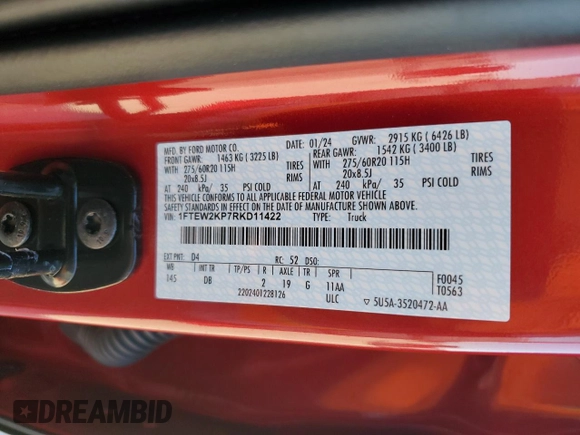 MFD. BY FORD MOTOR CO.
DATE: 01/24 GVWR: 2915 KG ( 6426 LB)
FRONT GAWR: 1463 KG ( 3225 LB) REAR GAWR: 1542 KG ( 3400 LB)
WITH 275/60R20 115H TIRES WITH 275/60R20 115H TIRES
20x8.5J RIMS 20x8.5J RIMS
AT 240 kPa/ 35 PSI COLD AT 240 kPa/ 35 PSI COLD
THIS VEHICLE CONFORMS TO ALL APPLICABLE FEDERAL MOTOR VEHICLE
SAFETY STANDARDS IN EFFECT ON THE DATE OF MANUFACTURE SHOWN ABOVE.
VIN: 1FTEW2KP7RKD11422 TYPE: Truck
EXT PNT: D4 RC: 52 DSO: F0045
WB INT TR TP/PS R AXLE TR SPR T0563
145 DB 2 19 G 11AA
2202401228126 ULC 5U5A-3520472-AA
DREAMBID